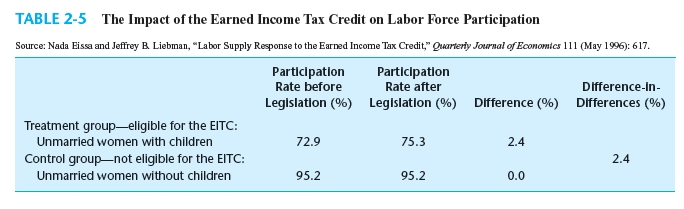 TABLE 2-5 The Impact of the Earned Income Tax Credit on Labor Force Participation
Source: Nada Eissa and Jeffrey B. Liebman, “Labor Supply Response to the Earned Income Tax Credit,” Quarterly Journal of Economics 111 (May 1996): 617.
Participation Participation
Rate before Rate after Difference-in-
Legislation (%) Legislation (%) Difference (%) Differences (%)
Treatment group—eligible for the EITC:
Unmarried women with children 72.9 75.3 2.4
Control group—not eligible for the EITC: 2.4
Unmarried women without children 95.2 95.2 0.0